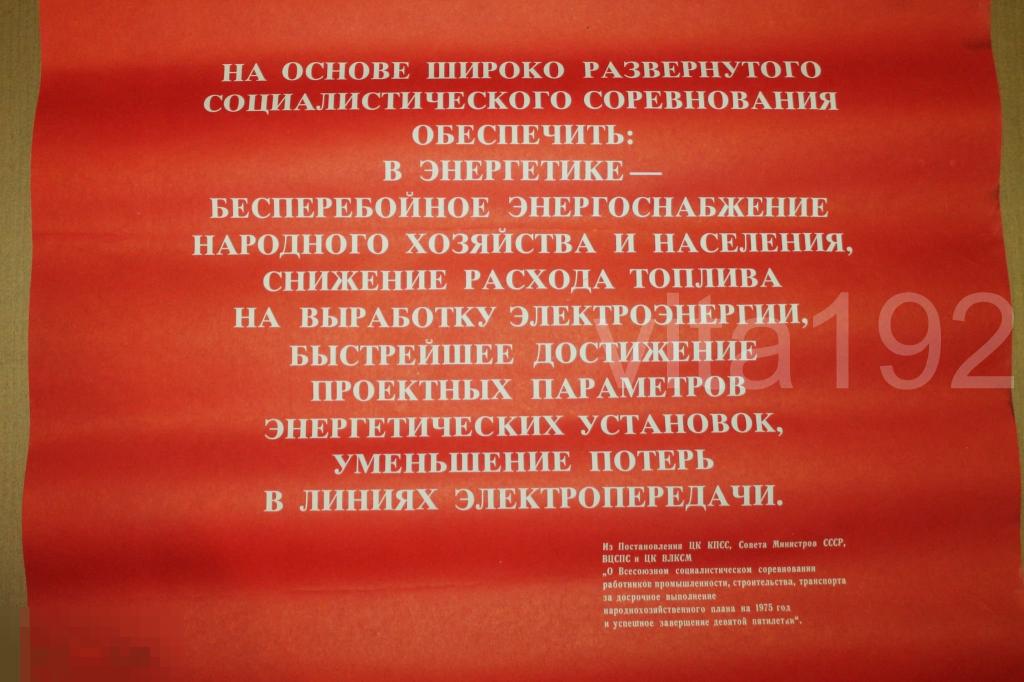 НА ОСНОВЕ ШИРОКО РАЗВЕРНУТОГО
СОЦИАЛИСТИЧЕСКОГО СОРЕВНОВАНИЯ
ОБЕСПЕЧИТЬ:
В ЭНЕРГЕТИКЕ —
БЕСПЕРЕБОЙНОЕ ЭНЕРГОСНАБЖЕНИЕ
НАРОДНОГО ХОЗЯЙСТВА И НАСЕЛЕНИЯ,
СНИЖЕНИЕ РАСХОДА ТОПЛИВА
НА ВЫРАБОТКУ ЭЛЕКТРОЭНЕРГИИ,
БЫСТРЕЙШЕЕ ДОСТИЖЕНИЕ
ПРОЕКТНЫХ ПАРАМЕТРОВ
ЭНЕРГЕТИЧЕСКИХ УСТАНОВОК,
УМЕНЬШЕНИЕ ПОТЕРЬ
В ЛИНИЯХ ЭЛЕКТРОПЕРЕДАЧИ.
Из Постановления ЦК КПСС, Совета Министров СССР,
ВЦСПС и ЦК ВЛКСМ
„О Всесоюзном социалистическом соревновании
работников промышленности, строительства, транспорта
за досрочное выполнение
народнохозяйственного плана на 1975 год
и успешное завершение девятой пятилетки".
vita192